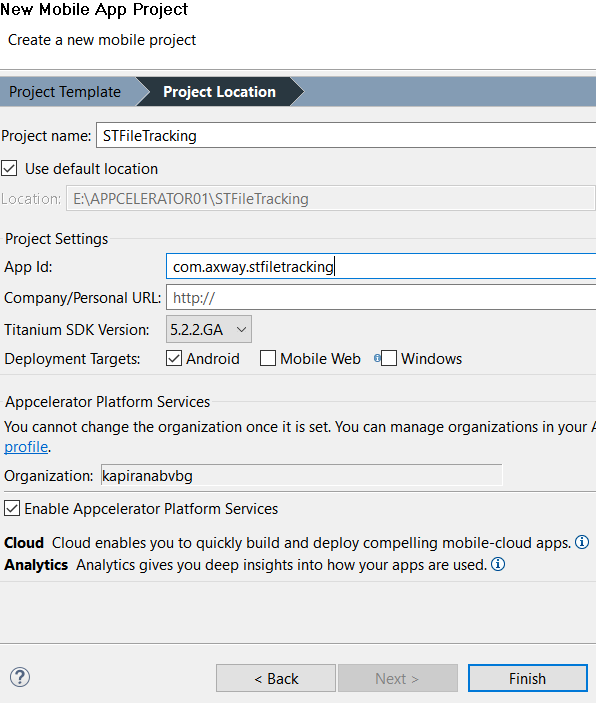 New Mobile App Project
Create a new mobile project
Project Template Project Location
Project name: STFileTracking
Use default location
Location: E:\APPCELERATOR01\STFileTracking
Project Settings
App Id: com.axway.stfiletracking
Company/Personal URL: http://
Titanium SDK Version: 5.2.2.GA
Deployment Targets: Android Mobile Web Windows
Appcelerator Platform Services
You cannot change the organization once it is set. You can manage organizations in your A
profile.
Organization: kapiranabvbg
Enable Appcelerator Platform Services
Cloud Cloud enables you to quickly build and deploy compelling mobile-cloud apps.
Analytics Analytics gives you deep insights into how your apps are used.
? < Back Next > Finish